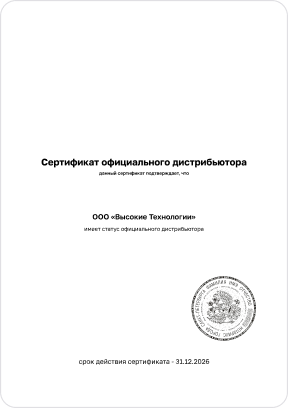 Сертификат официального дистрибьютора
данный сертификат подтверждает, что
ООО «Высокие Технологии»
имеет статус официального дистрибьютора
срок действия сертификата - 31.12.2026